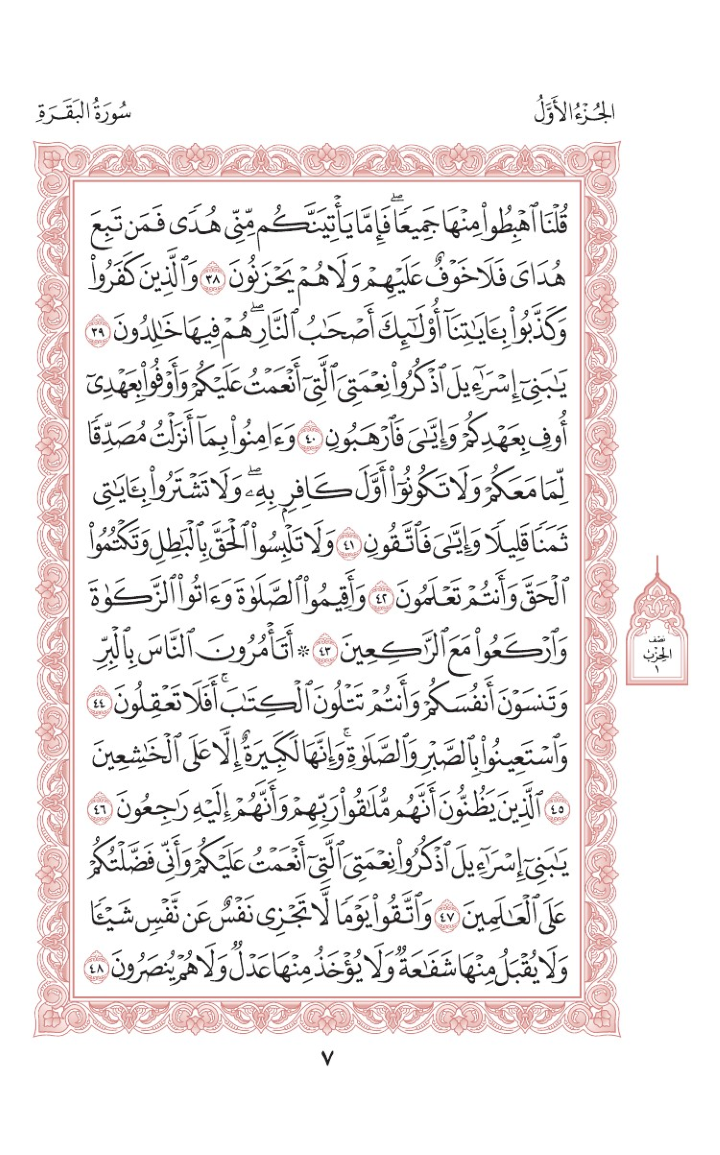 الجُزْءُ الأَوَّلُ
سُورَةُ البَقَرَةِ
قُلْنَا ٱهْبِطُوا۟ مِنْهَا جَمِيعًۭا ۖ فَإِمَّا يَأْتِيَنَّكُم مِّنِّى هُدًۭى فَمَن تَبِعَ
هُدَاىَ فَلَا خَوْفٌ عَلَيْهِمْ وَلَا هُمْ يَحْزَنُونَ ٣٨ وَٱلَّذِينَ كَفَرُوا۟
وَكَذَّبُوا۟ بِـَٔايَـٰتِنَآ أُو۟لَـٰٓئِكَ أَصْحَـٰبُ ٱلنَّارِ ۖ هُمْ فِيهَا خَـٰلِدُونَ ٣٩
يَـٰبَنِىٓ إِسْرَٰٓءِيلَ ٱذْكُرُوا۟ نِعْمَتِىَ ٱلَّتِىٓ أَنْعَمْتُ عَلَيْكُمْ وَأَوْفُوا۟ بِعَهْدِىٓ
أُوفِ بِعَهْدِكُمْ وَإِيَّـٰىَ فَٱرْهَبُونِ ٤٠ وَءَامِنُوا۟ بِمَآ أَنزَلْتُ مُصَدِّقًۭا
لِّمَا مَعَكُمْ وَلَا تَكُونُوٓا۟ أَوَّلَ كَافِرٍۭ بِهِۦ ۖ وَلَا تَشْتَرُوا۟ بِـَٔايَـٰتِى
ثَمَنًۭا قَلِيلًۭا وَإِيَّـٰىَ فَٱتَّقُونِ ٤١ وَلَا تَلْبِسُوا۟ ٱلْحَقَّ بِٱلْبَـٰطِلِ وَتَكْتُمُوا۟
ٱلْحَقَّ وَأَنتُمْ تَعْلَمُونَ ٤٢ وَأَقِيمُوا۟ ٱلصَّلَوٰةَ وَءَاتُوا۟ ٱلزَّكَوٰةَ
وَٱرْكَعُوا۟ مَعَ ٱلرَّٰكِعِينَ ٤٣ * أَتَأْمُرُونَ ٱلنَّاسَ بِٱلْبِرِّ
وَتَنسَوْنَ أَنفُسَكُمْ وَأَنتُمْ تَتْلُونَ ٱلْكِتَـٰبَ ۚ أَفَلَا تَعْقِلُونَ ٤٤
وَٱسْتَعِينُوا۟ بِٱلصَّبْرِ وَٱلصَّلَوٰةِ ۚ وَإِنَّهَا لَكَبِيرَةٌ إِلَّا عَلَى ٱلْخَـٰشِعِينَ
٤٥ ٱلَّذِينَ يَظُنُّونَ أَنَّهُم مُّلَـٰقُوا۟ رَبِّهِمْ وَأَنَّهُمْ إِلَيْهِ رَٰجِعُونَ ٤٦
يَـٰبَنِىٓ إِسْرَٰٓءِيلَ ٱذْكُرُوا۟ نِعْمَتِىَ ٱلَّتِىٓ أَنْعَمْتُ عَلَيْكُمْ وَأَنِّى فَضَّلْتُكُمْ
عَلَى ٱلْعَـٰلَمِينَ ٤٧ وَٱتَّقُوا۟ يَوْمًۭا لَّا تَجْزِى نَفْسٌ عَن نَّفْسٍۢ شَيْـًۭٔا
وَلَا يُقْبَلُ مِنْهَا شَفَـٰعَةٌۭ وَلَا يُؤْخَذُ مِنْهَا عَدْلٌۭ وَلَا هُمْ يُنصَرُونَ ٤٨
نصف
الحزب
١
٧